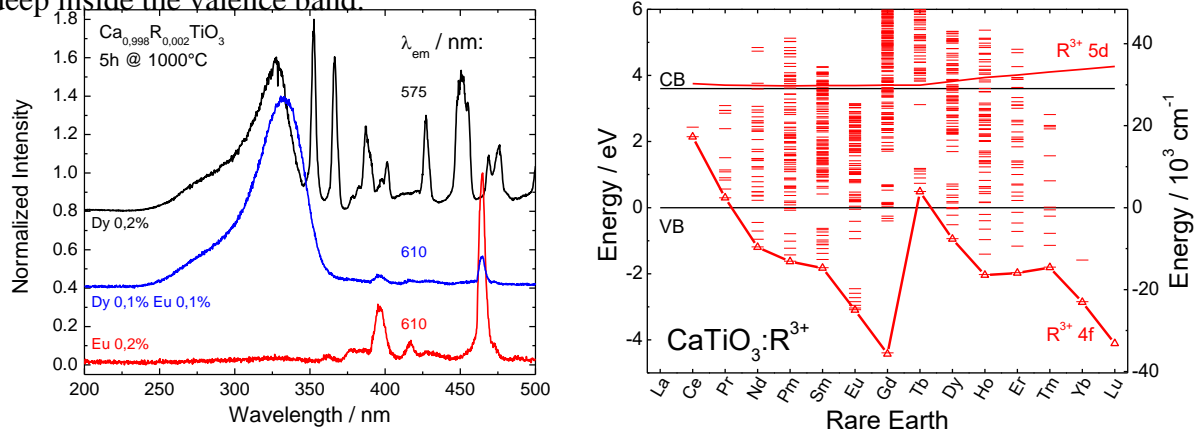 deep inside the valence band.
Ca0,998R0,002TiO3
5h @ 1000°C
λem / nm:
575
610
610
Dy 0,2%
Dy 0,1% Eu 0,1%
Eu 0,2%
Normalized Intensity
1.8
1.6
1.4
1.2
1.0
0.8
0.6
0.4
0.2
0.0
200 250 300 350 400 450 500
Wavelength / nm
Energy / eV
6
4
2
0
-2
-4
CB
VB
R3+ 5d
R3+ 4f
CaTiO3:R3+
40
20
0
-20
-40
Energy / 10^3 cm-1
La Ce Pr Nd Pm Sm Eu Gd Tb Dy Ho Er Tm Yb Lu
Rare Earth